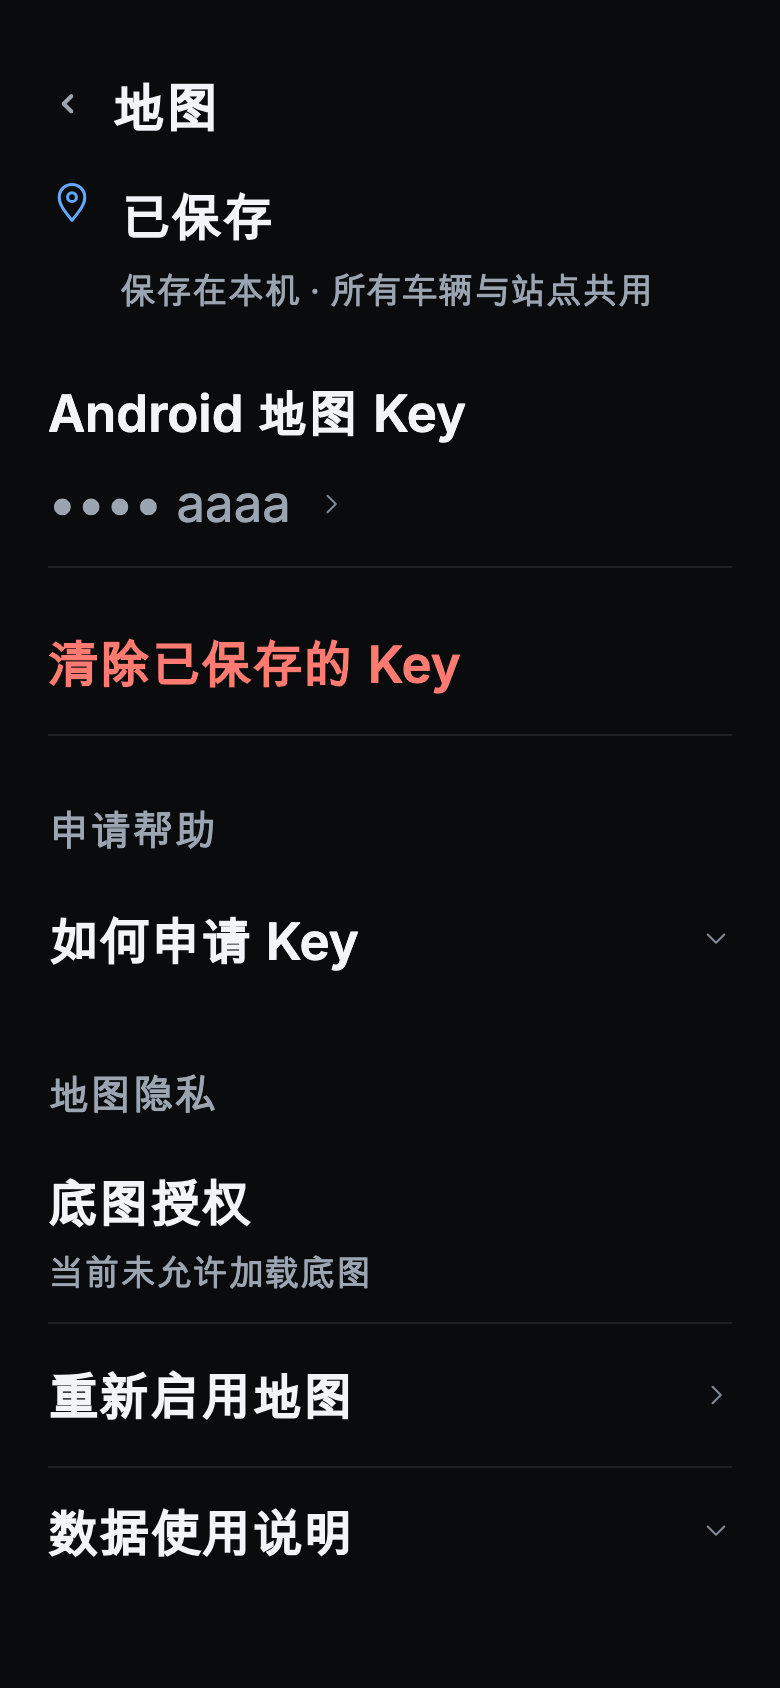 地图
已保存
保存在本机 · 所有车辆与站点共用
Android 地图 Key
•••• aaaa
清除已保存的 Key
申请帮助
如何申请 Key
地图隐私
底图授权
当前未允许加载底图
重新启用地图
数据使用说明